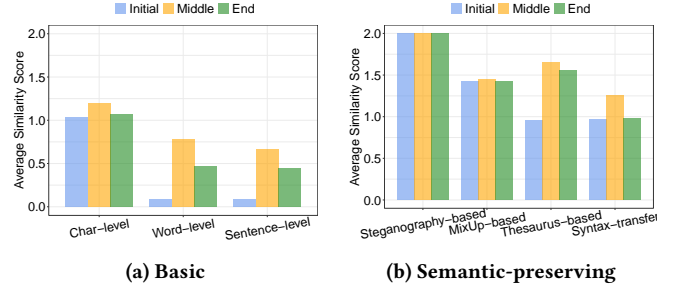 Initial Middle End
Average Similarity Score
2.0
1.5
1.0
0.5
0.0
Char−level
Word−level
Sentence−level
(a) Basic
Initial Middle End
Average Similarity Score
2.0
1.5
1.0
0.5
0.0
Steganography−based
MixUp−based
Thesaurus−based
Syntax−transfer
(b) Semantic-preserving